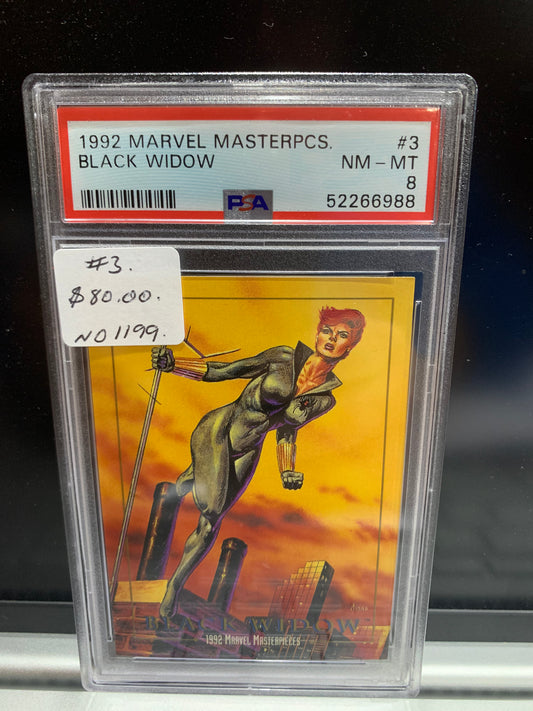 1992 MARVEL MASTERPCS. #3
BLACK WIDOW NM - MT
8
PSA 52266988
#3.
$80.00.
NO 1199.
BLACK WIDOW
1992 MARVEL MASTERPIECES